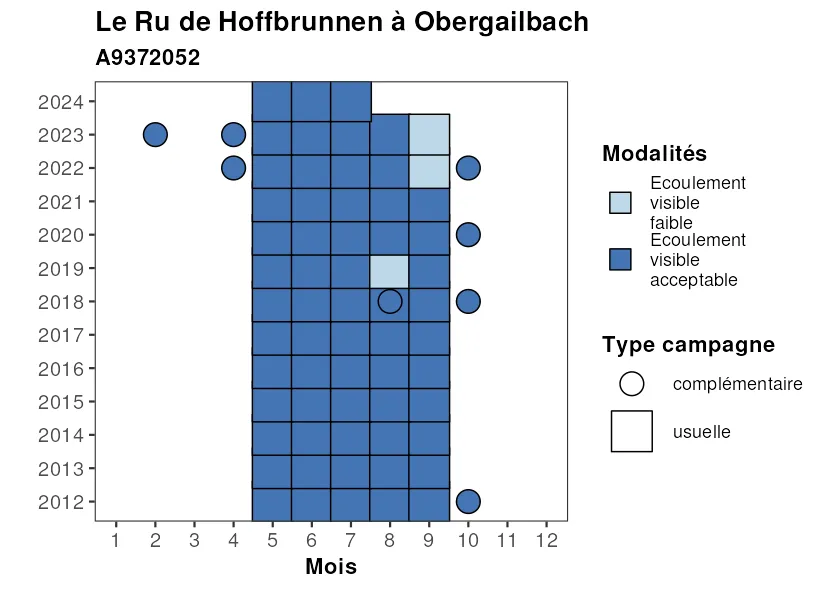 Le Ru de Hoffbrunnen à Obergailbach
A9372052
2024
2023
2022
2021
2020
2019
2018
2017
2016
2015
2014
2013
2012
1 2 3 4 5 6 7 8 9 10 11 12
Mois
Modalités
Ecoulement
visible
faible
Ecoulement
visible
acceptable
Type campagne
complémentaire
usuelle